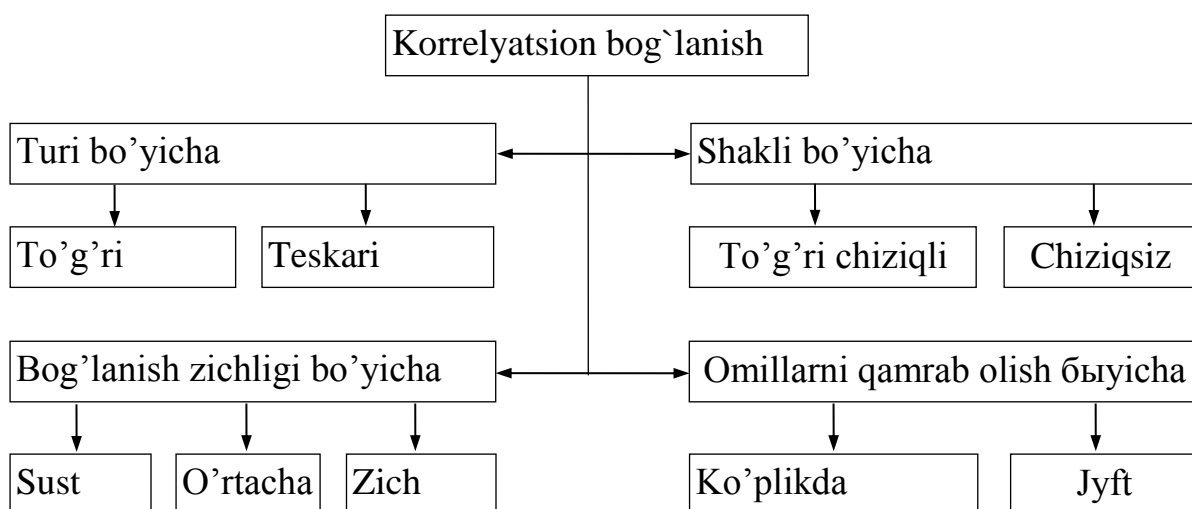 Korrelyatsion bog`lanish
Turi bo’yicha
Shakli bo’yicha
To’g’ri
Teskari
To’g’ri chiziqli
Chiziqsiz
Bog’lanish zichligi bo’yicha
Omillarni qamrab olish быyicha
Sust
O’rtacha
Zich
Ko’plikda
Jyft